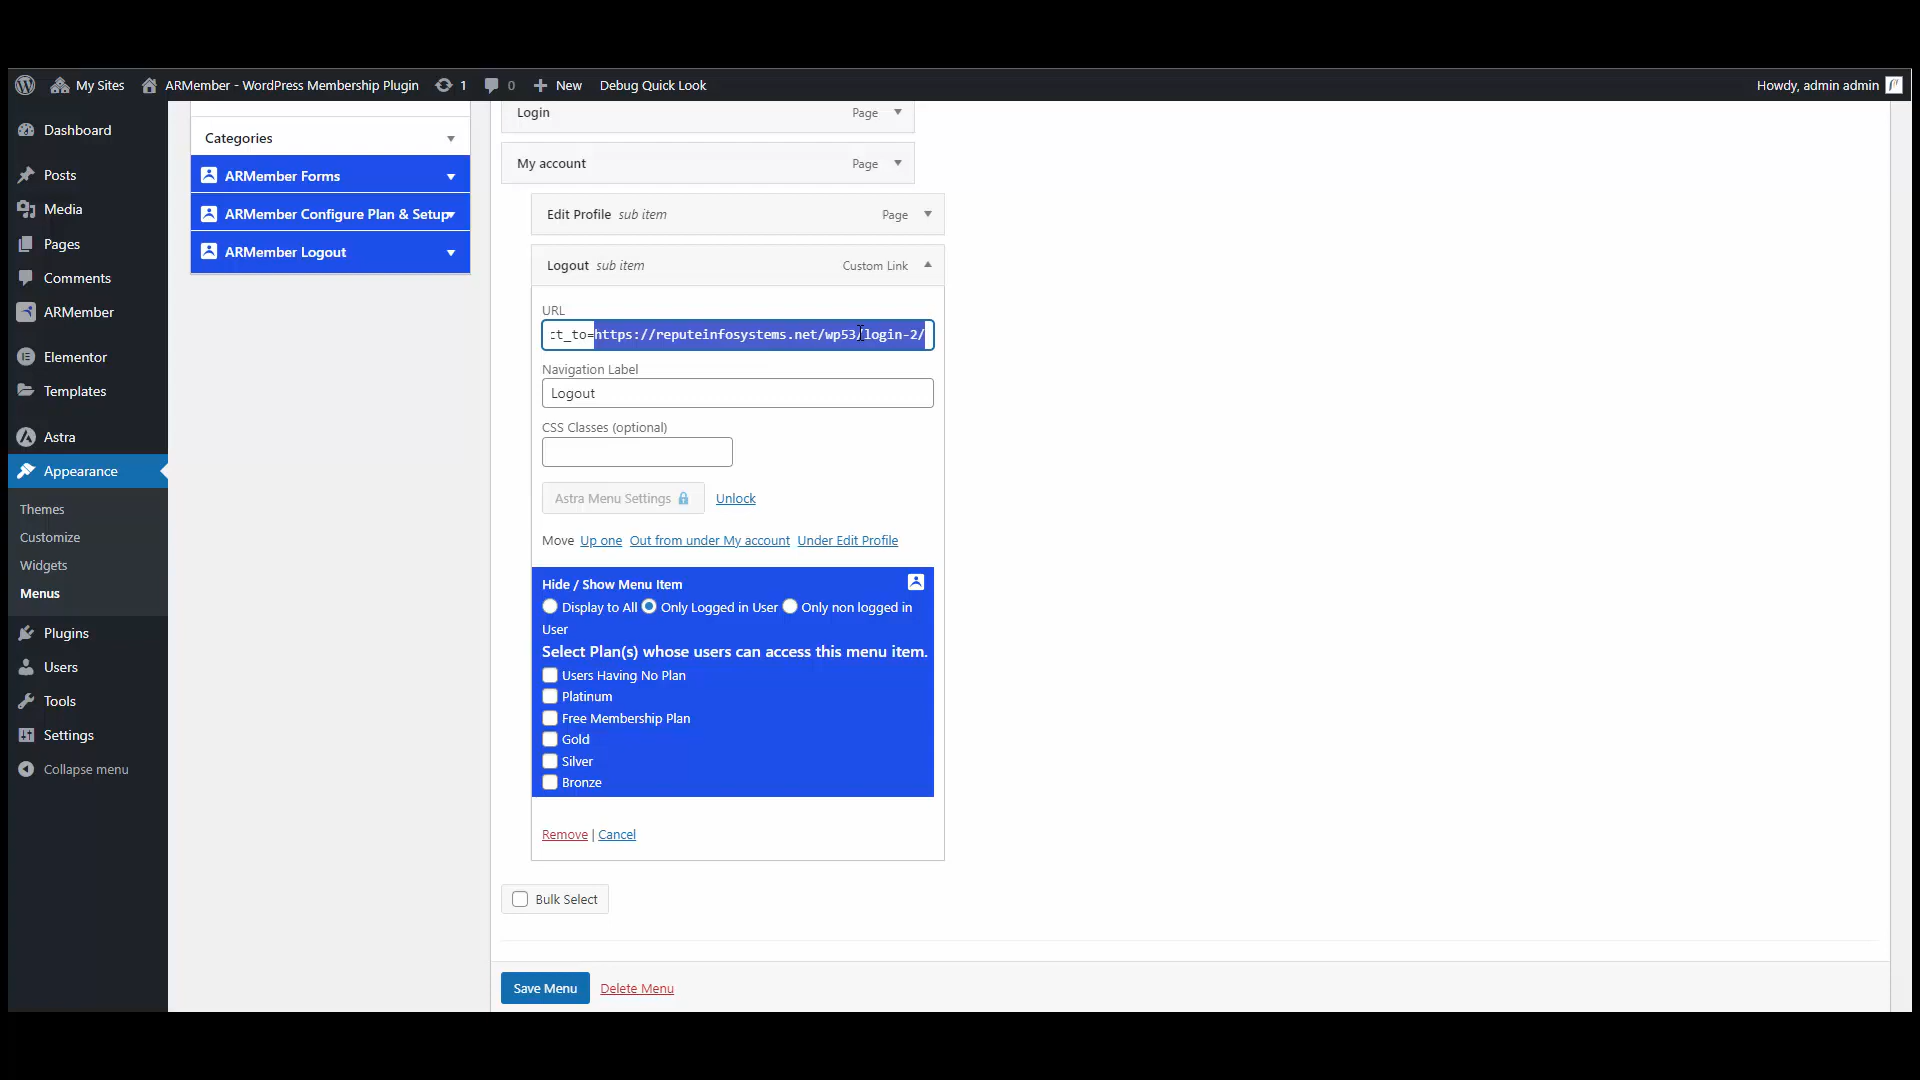 My Sites
ARMember - WordPress Membership Plugin
1
0
New
Debug Quick Look
Howdy, admin admin
Dashboard
Posts
Media
Pages
Comments
ARMember
Elementor
Templates
Astra
Appearance
Themes
Customize
Widgets
Menus
Plugins
Users
Tools
Settings
Collapse menu
Categories
ARMember Forms
ARMember Configure Plan & Setup
ARMember Logout
Login Page
My account Page
Edit Profile sub item Page
Logout sub item Custom Link
URL
ct_to=https://reputeinfosystems.net/wp53/login-2/
Navigation Label
Logout
CSS Classes (optional)
Astra Menu Settings Unlock
Move Up one Out from under My account Under Edit Profile
Hide / Show Menu Item
Display to All Only Logged in User Only non logged in
User
Select Plan(s) whose users can access this menu item.
Users Having No Plan
Platinum
Free Membership Plan
Gold
Silver
Bronze
Remove | Cancel
Bulk Select
Save Menu Delete Menu